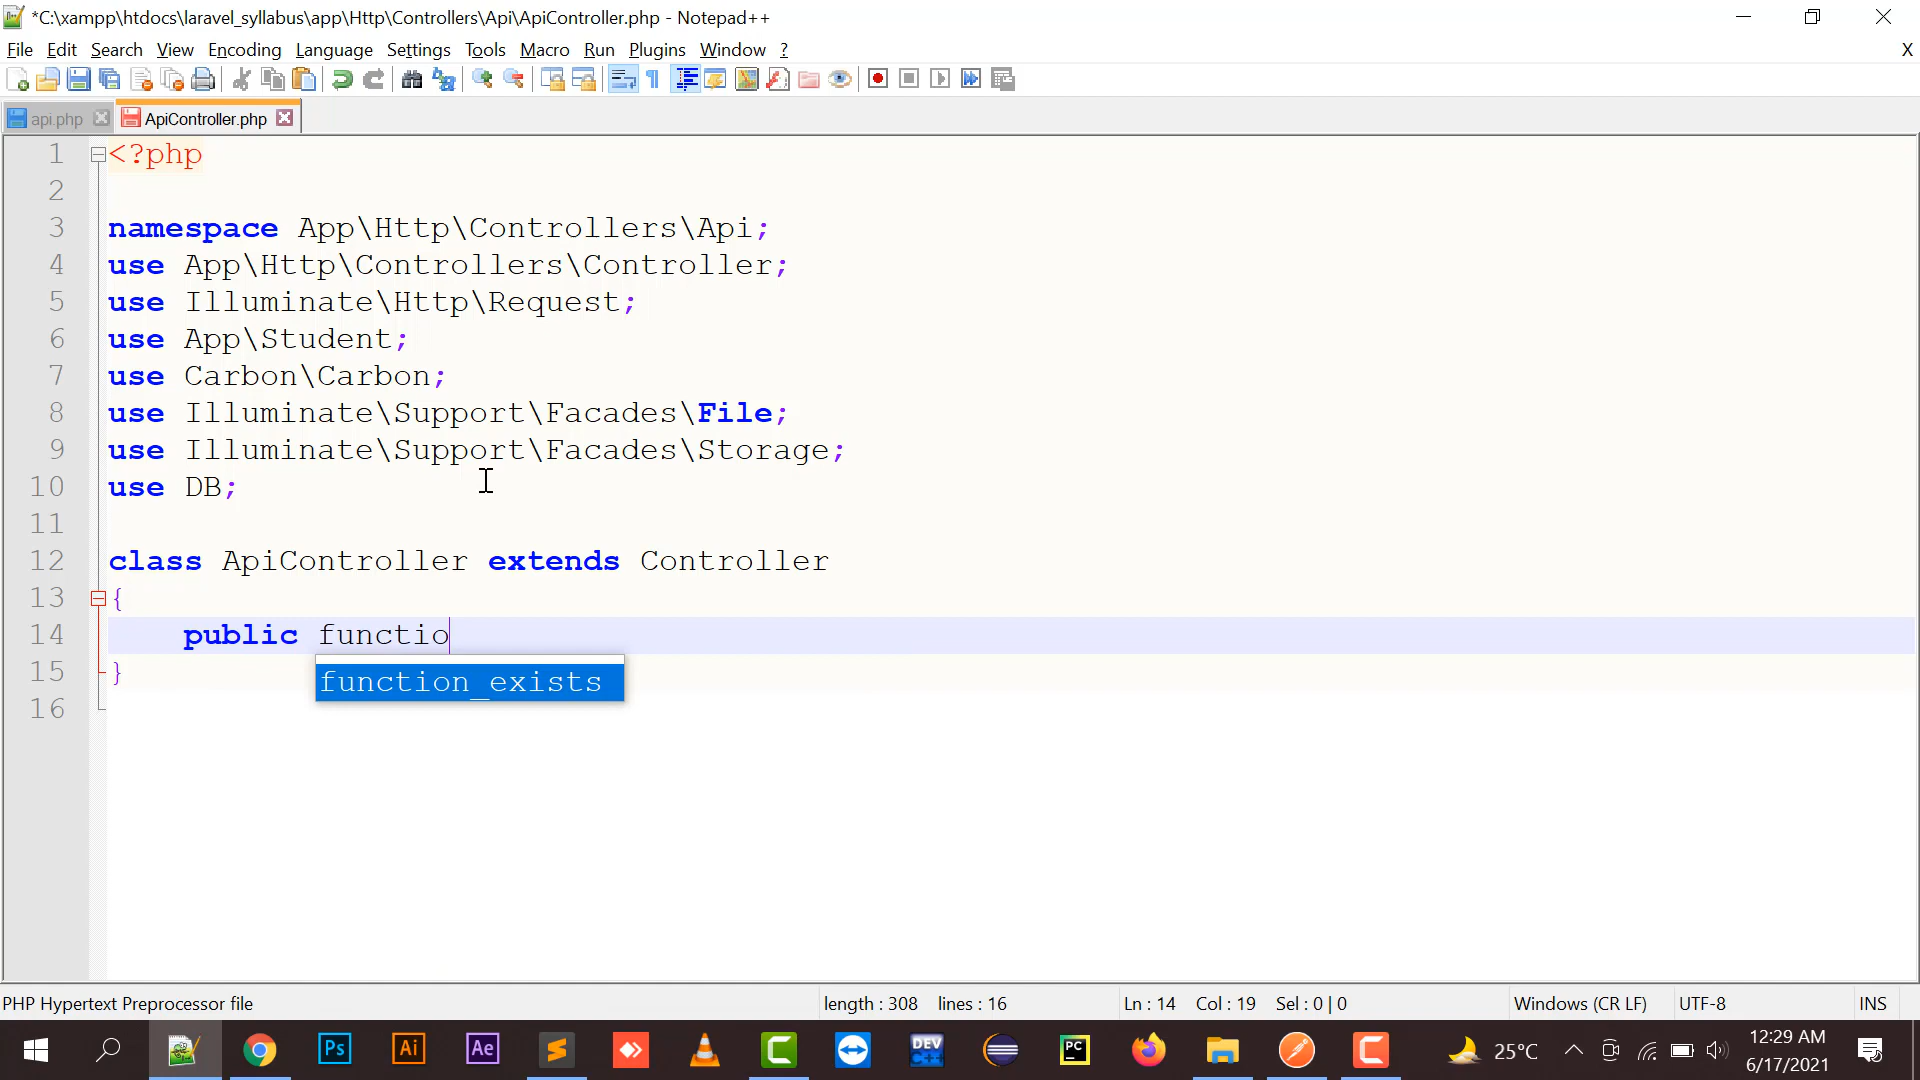 *C:\xampp\htdocs\laravel_syllabus\app\Http\Controllers\Api\ApiController.php - Notepad++
File Edit Search View Encoding Language Settings Tools Macro Run Plugins Window ? X
api.php ApiController.php
1 <?php
2
3 namespace App\Http\Controllers\Api;
4 use App\Http\Controllers\Controller;
5 use Illuminate\Http\Request;
6 use App\Student;
7 use Carbon\Carbon;
8 use Illuminate\Support\Facades\File;
9 use Illuminate\Support\Facades\Storage;
10 use DB;
11
12 class ApiController extends Controller
13 {
14 public functio
function_exists
15 }
16
PHP Hypertext Preprocessor file length : 308 lines : 16 Ln : 14 Col : 19 Sel : 0 | 0 Windows (CR LF) UTF-8 INS
Ps Ai Ae DEV C++ PC 25°C 12:29 AM
6/17/2021